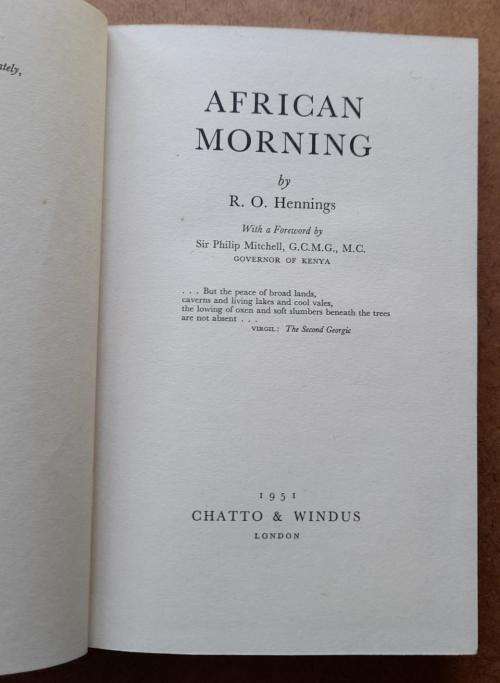 AFRICAN
MORNING
by
R. O. Hennings
With a Foreword by
Sir Philip Mitchell, G.C.M.G., M.C.
GOVERNOR OF KENYA
. . . But the peace of broad lands,
caverns and living lakes and cool vales,
the lowing of oxen and soft slumbers beneath the trees
are not absent . . .
VIRGIL: The Second Georgic
1951
CHATTO & WINDUS
LONDON